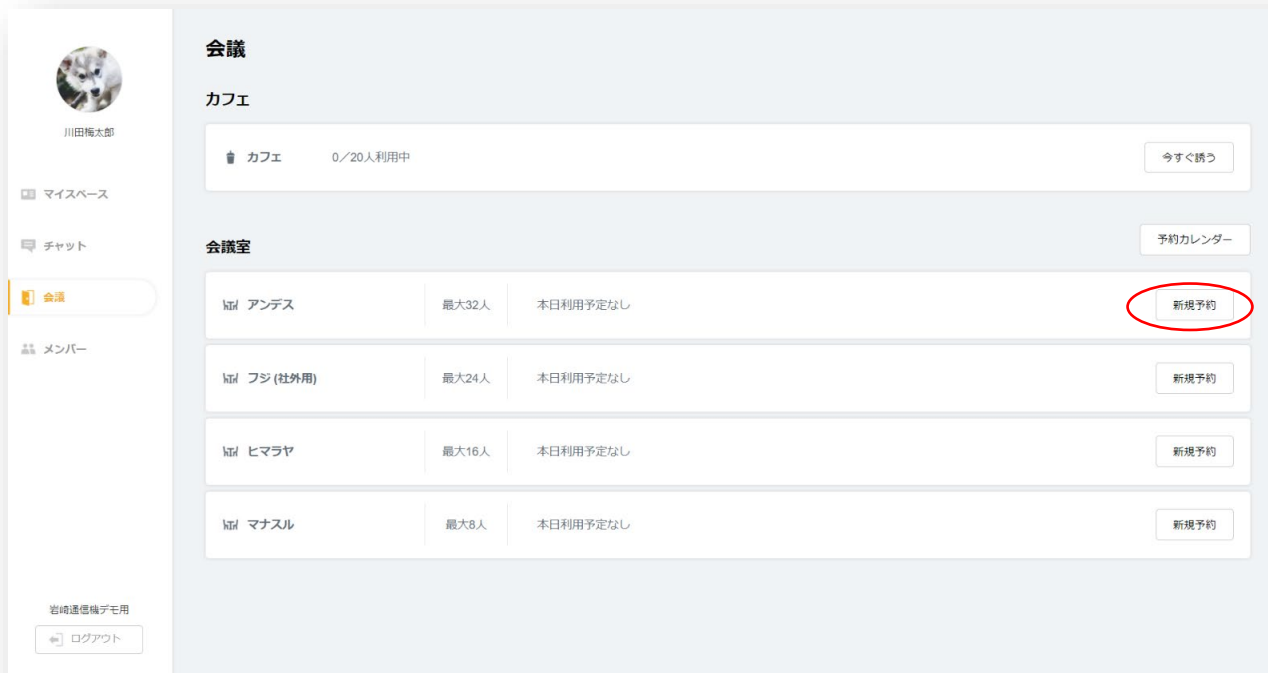 川田梅太郎
マイスペース
チャット
会議
メンバー
岩崎通信機デモ用
ログアウト
会議
カフェ
カフェ 0／20人利用中 今すぐ誘う
会議室 予約カレンダー
アンデス 最大32人 本日利用予定なし 新規予約
フジ (社外用) 最大24人 本日利用予定なし 新規予約
ヒマラヤ 最大16人 本日利用予定なし 新規予約
マナスル 最大8人 本日利用予定なし 新規予約